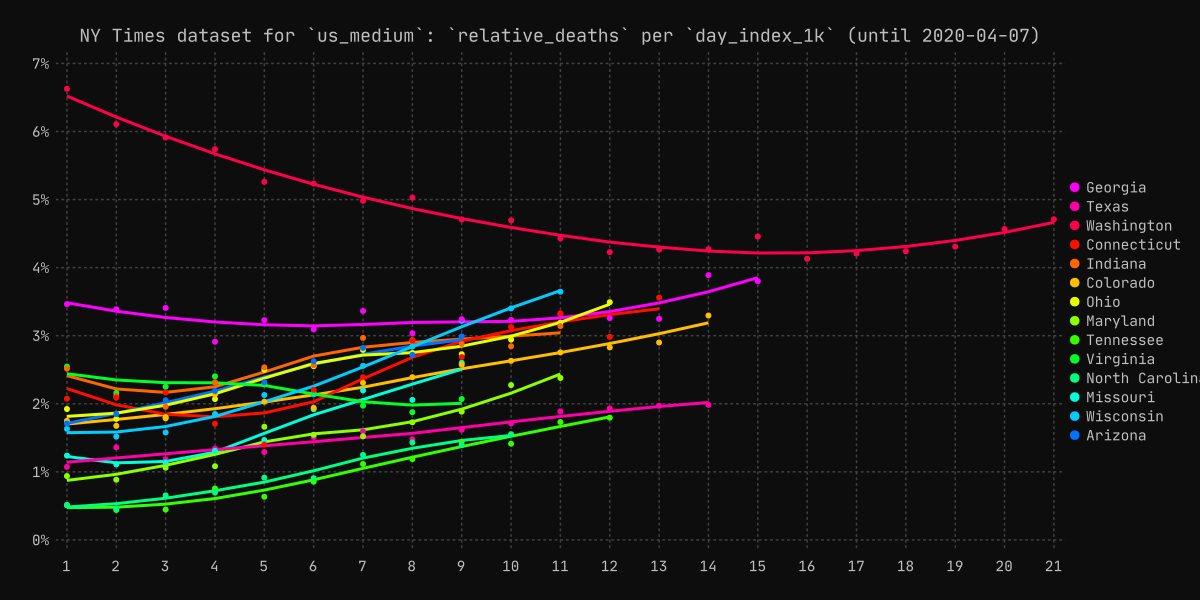 NY Times dataset for `us_medium`: `relative_deaths` per `day_index_1k` (until 2020-04-07)
7%
6%
5%
4%
3%
2%
1%
0%
1 2 3 4 5 6 7 8 9 10 11 12 13 14 15 16 17 18 19 20 21
Georgia
Texas
Washington
Connecticut
Indiana
Colorado
Ohio
Maryland
Tennessee
Virginia
North Carolin
Missouri
Wisconsin
Arizona